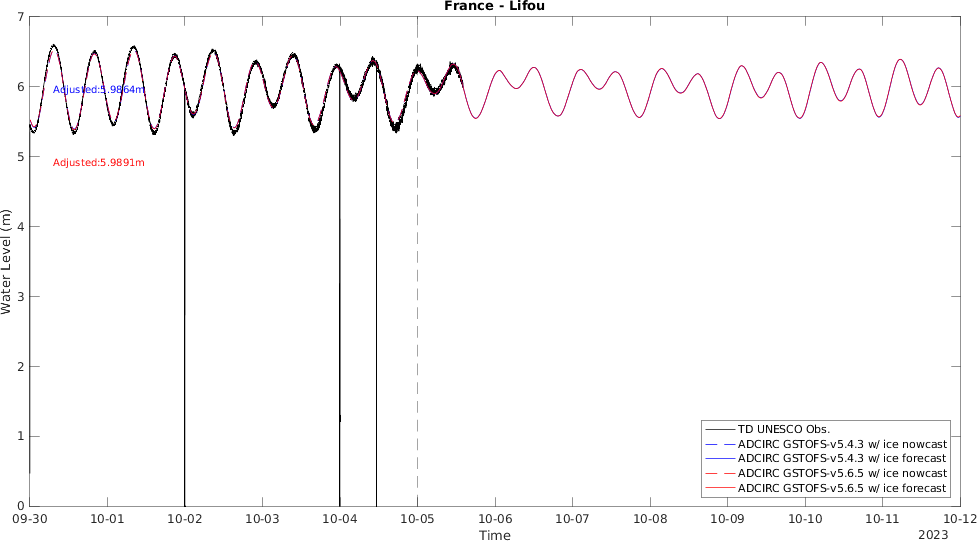 France - Lifou
7
6
5
4
3
2
1
0
Water Level (m)
Adjusted:5.9864m
Adjusted:5.9891m
TD UNESCO Obs.
ADCIRC GSTOFS-v5.4.3 w/ ice nowcast
ADCIRC GSTOFS-v5.4.3 w/ ice forecast
ADCIRC GSTOFS-v5.6.5 w/ ice nowcast
ADCIRC GSTOFS-v5.6.5 w/ ice forecast
09-30 10-01 10-02 10-03 10-04 10-05 10-06 10-07 10-08 10-09 10-10 10-11 10-12
Time
2023